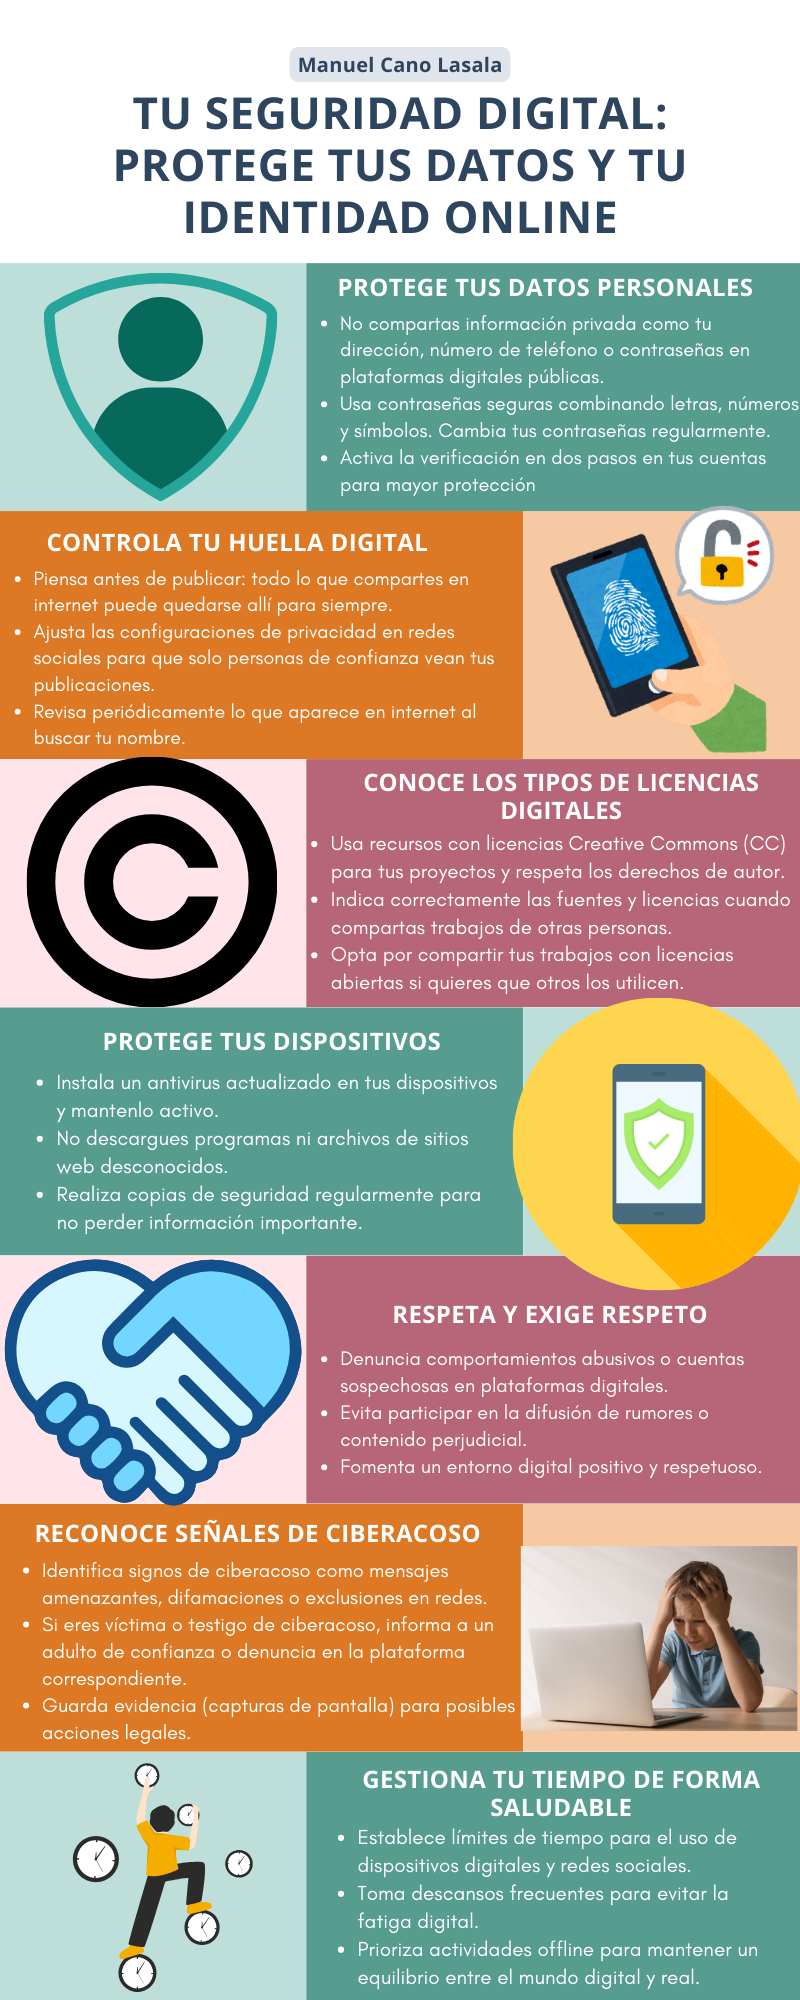 Manuel Cano Lasala
TU SEGURIDAD DIGITAL:
PROTEGE TUS DATOS Y TU
IDENTIDAD ONLINE
PROTEGE TUS DATOS PERSONALES
• No compartas información privada como tu
dirección, número de teléfono o contraseñas en
plataformas digitales públicas.
• Usa contraseñas seguras combinando letras, números
y símbolos. Cambia tus contraseñas regularmente.
• Activa la verificación en dos pasos en tus cuentas
para mayor protección
CONTROLA TU HUELLA DIGITAL
• Piensa antes de publicar: todo lo que compartes en
internet puede quedarse allí para siempre.
• Ajusta las configuraciones de privacidad en redes
sociales para que solo personas de confianza vean tus
publicaciones.
• Revisa periódicamente lo que aparece en internet al
buscar tu nombre.
CONOCE LOS TIPOS DE LICENCIAS
DIGITALES
• Usa recursos con licencias Creative Commons (CC)
para tus proyectos y respeta los derechos de autor.
• Indica correctamente las fuentes y licencias cuando
compartas trabajos de otras personas.
• Opta por compartir tus trabajos con licencias
abiertas si quieres que otros los utilicen.
PROTEGE TUS DISPOSITIVOS
• Instala un antivirus actualizado en tus dispositivos
y mantenlo activo.
• No descargues programas ni archivos de sitios
web desconocidos.
• Realiza copias de seguridad regularmente para
no perder información importante.
RESPETA Y EXIGE RESPETO
• Denuncia comportamientos abusivos o cuentas
sospechosas en plataformas digitales.
• Evita participar en la difusión de rumores o
contenido perjudicial.
• Fomenta un entorno digital positivo y respetuoso.
RECONOCE SEÑALES DE CIBERACOSO
• Identifica signos de ciberacoso como mensajes
amenazantes, difamaciones o exclusiones en redes.
• Si eres víctima o testigo de ciberacoso, informa a un
adulto de confianza o denuncia en la plataforma
correspondiente.
• Guarda evidencia (capturas de pantalla) para posibles
acciones legales.
GESTIONA TU TIEMPO DE FORMA
SALUDABLE
• Establece límites de tiempo para el uso de
dispositivos digitales y redes sociales.
• Toma descansos frecuentes para evitar la
fatiga digital.
• Prioriza actividades offline para mantener un
equilibrio entre el mundo digital y real.